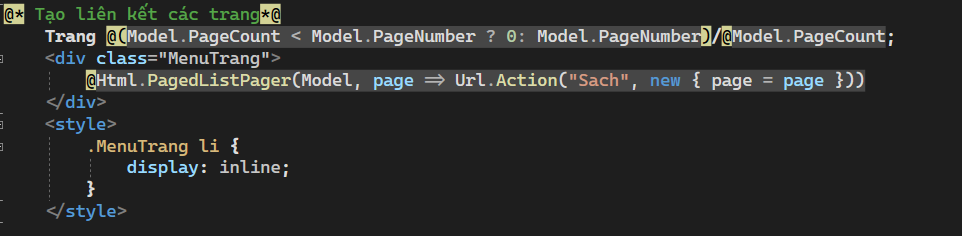 @* Tạo liên kết các trang*@
Trang @(Model.PageCount < Model.PageNumber ? 0: Model.PageNumber)/@Model.PageCount;
<div class="MenuTrang">
@Html.PagedListPager(Model, page => Url.Action("Sach", new { page = page }))
</div>
<style>
.MenuTrang li {
display: inline;
}
</style>